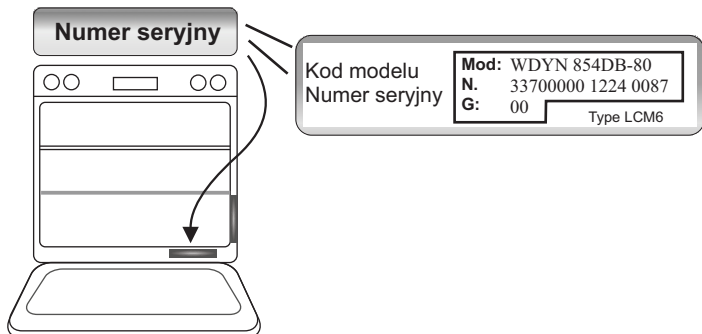 Numer seryjny
Kod modelu
Numer seryjny
Mod: WDYN 854DB-80
N. 33700000 1224 0087
G: 00
Type LCM6